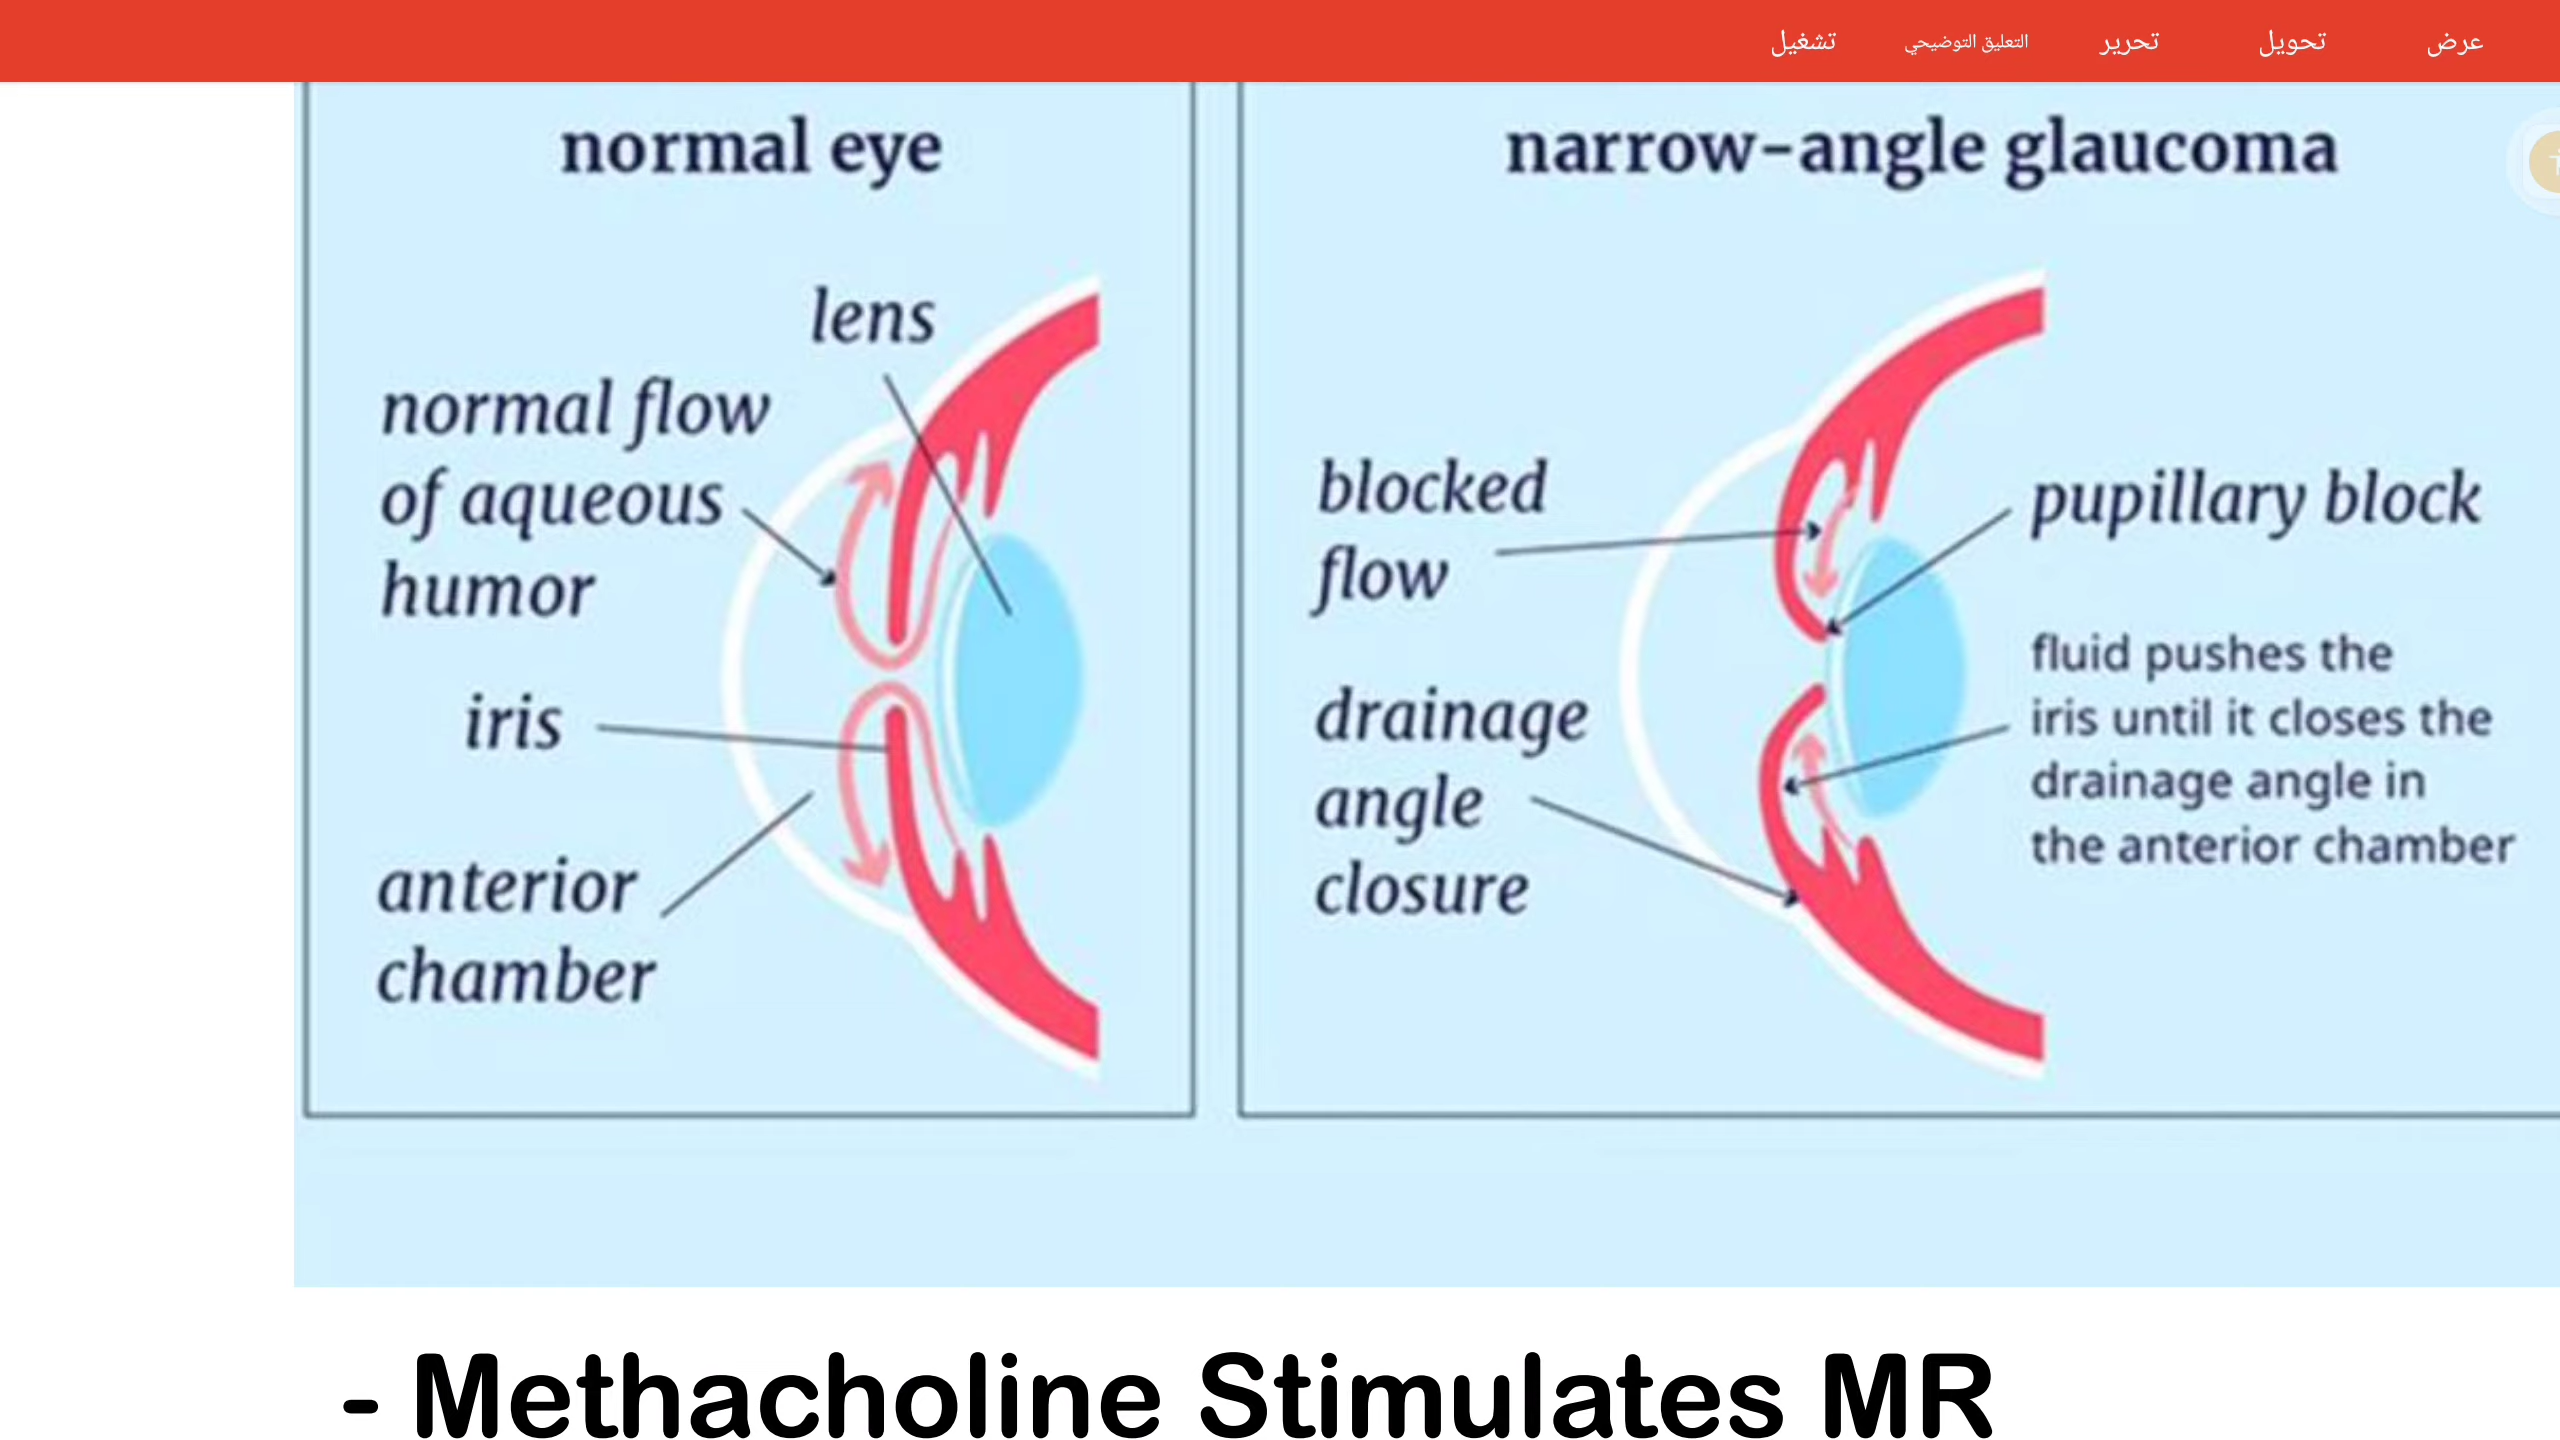 عرض تحويل تحرير التعليق التوضيحي تشغيل
normal eye
lens
normal flow
of aqueous
humor
iris
anterior
chamber
narrow-angle glaucoma
blocked
flow
pupillary block
drainage
angle
closure
fluid pushes the
iris until it closes the
drainage angle in
the anterior chamber
- Methacholine Stimulates MR